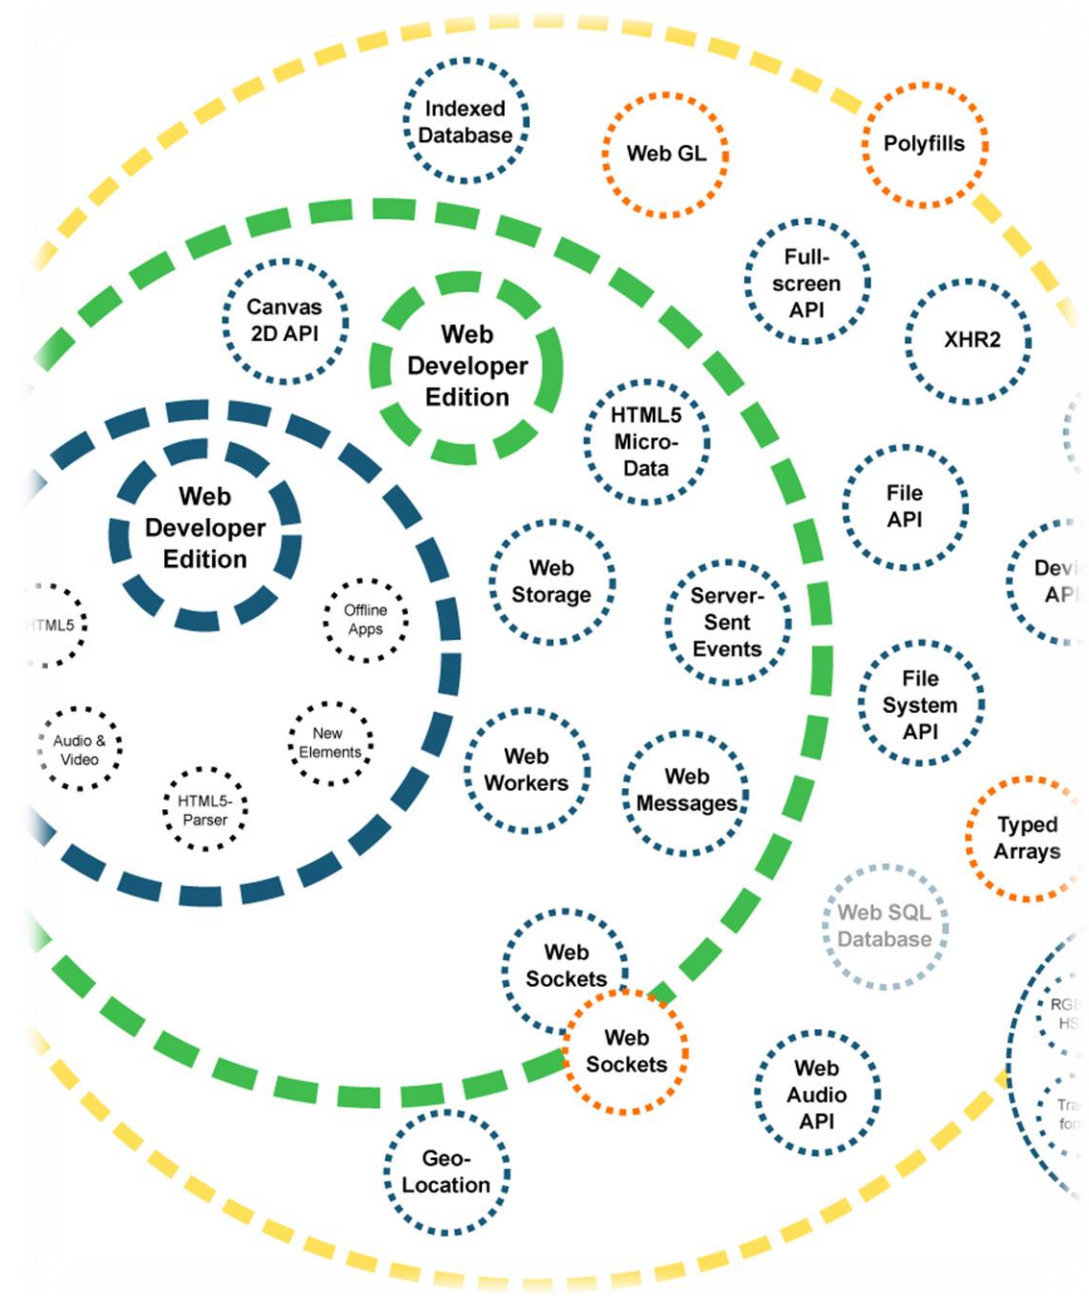 Indexed
Database
Web GL
Polyfills
Full-
screen
API
Canvas
2D API
Web
Developer
Edition
XHR2
HTML5
Micro-
Data
Web
Developer
Edition
File
API
Web
Storage
Server-
Sent
Events
API
Offline
Apps
HTML5
File
System
API
New
Elements
Audio &
Video
Web
Workers
Web
Messages
HTML5-
Parser
Typed
Arrays
Web SQL
Database
Web
Sockets
Web
Sockets
Web
Audio
API
Geo-
Location